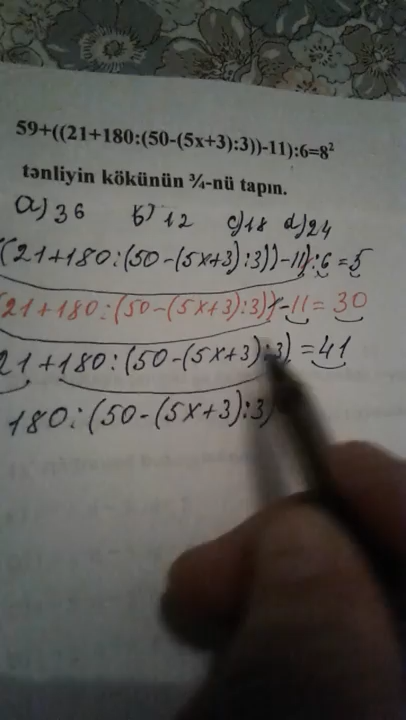 59+((21+180:(50-(5x+3):3))-11):6=8²
tənliyin kökünün ¾-nü tapın.
a) 36 b) 12 c) 18 d) 24
((21+180:(50-(5x+3):3))-11):6=5
(21+180:(50-(5x+3):3))-11=30
21+180:(50-(5x+3):3)=41
180:(50-(5x+3):3)